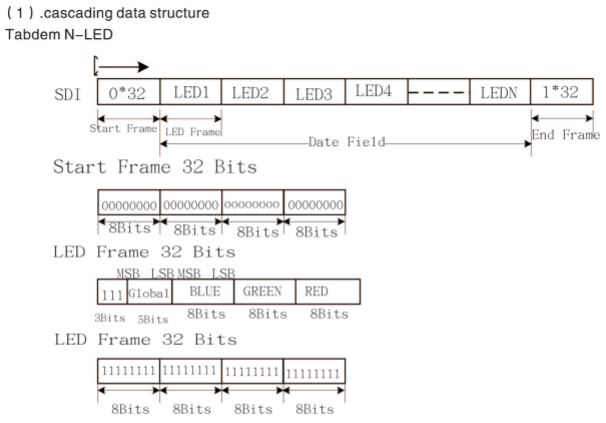 (1).cascading data structure
Tabdem N-LED
SDI 0*32 LED1 LED2 LED3 LED4 LEDN 1*32
Start Frame LED Frame Date Field End Frame
Start Frame 32 Bits
00000000 00000000 00000000 00000000
8Bits 8Bits 8Bits 8Bits
LED Frame 32 Bits
MSB LSB MSB LSB
111 Global BLUE GREEN RED
3Bits 5Bits 8Bits 8Bits 8Bits
LED Frame 32 Bits
11111111 11111111 11111111 11111111
8Bits 8Bits 8Bits 8Bits